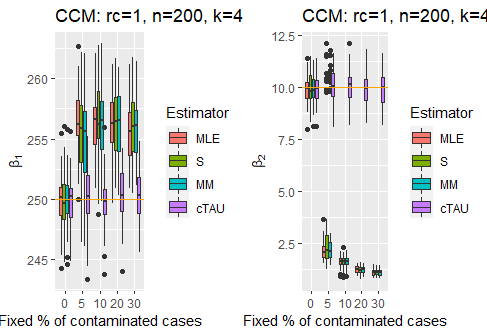 CCM: rc=1, n=200, k=4
β1
260
255
250
245
0 5 10 20 30
Fixed % of contaminated cases
Estimator
MLE
S
MM
cTAU
CCM: rc=1, n=200, k=4
β2
12.5
10.0
7.5
5.0
2.5
0 5 10 20 30
Fixed % of contaminated cases
Estimator
MLE
S
MM
cTAU